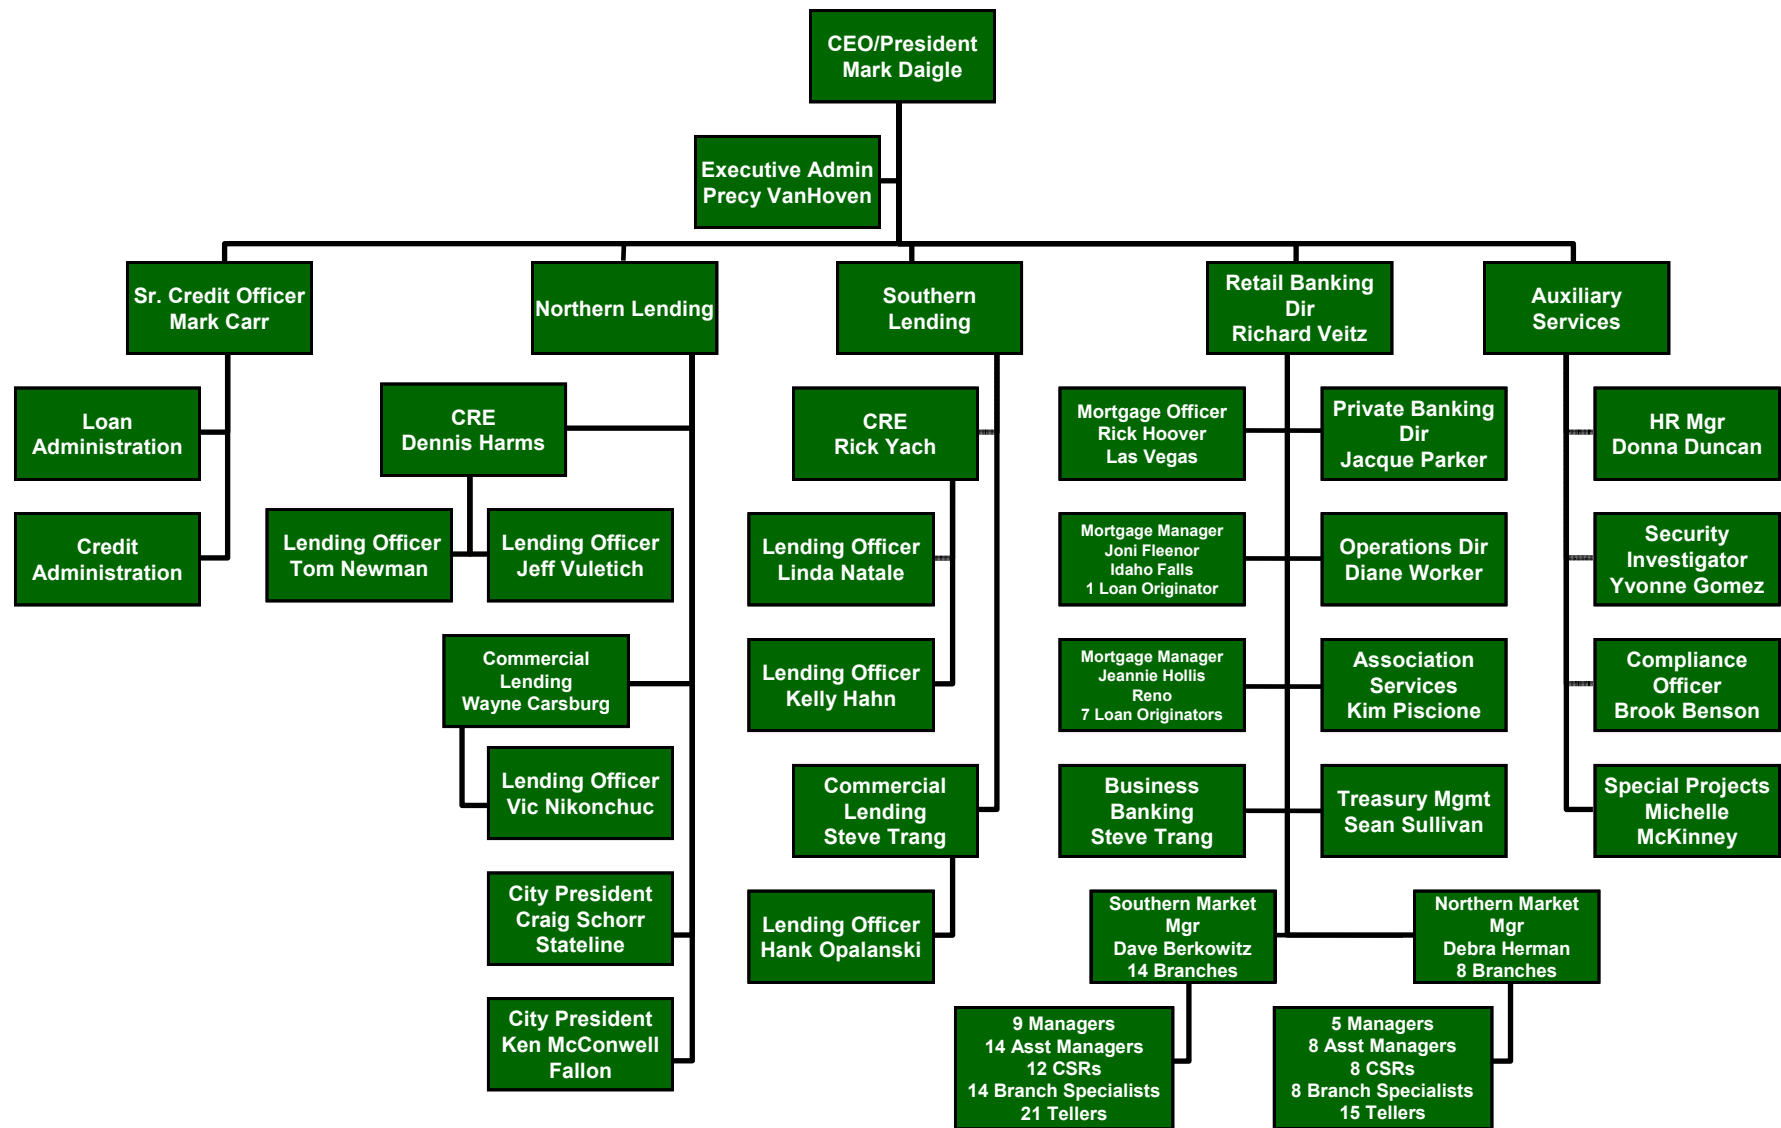 CEO/President
Mark Daigle
Executive Admin
Precy VanHoven
Sr. Credit Officer
Mark Carr
Northern Lending
Southern
Lending
Retail Banking
Dir
Richard Veitz
Auxiliary
Services
Loan
Administration
Credit
Administration
CRE
Dennis Harms
Lending Officer
Tom Newman
Lending Officer
Jeff Vuletich
Commercial
Lending
Wayne Carsburg
Lending Officer
Vic Nikonchuc
City President
Craig Schorr
Stateline
City President
Ken McConwell
Fallon
CRE
Rick Yach
Lending Officer
Linda Natale
Lending Officer
Kelly Hahn
Commercial
Lending
Steve Trang
Lending Officer
Hank Opalanski
Mortgage Officer
Rick Hoover
Las Vegas
Private Banking
Dir
Jacque Parker
Mortgage Manager
Joni Fleenor
Idaho Falls
1 Loan Originator
Operations Dir
Diane Worker
Mortgage Manager
Jeannie Hollis
Reno
7 Loan Originators
Association
Services
Kim Piscione
Business
Banking
Steve Trang
Treasury Mgmt
Sean Sullivan
Southern Market
Mgr
Dave Berkowitz
14 Branches
Northern Market
Mgr
Debra Herman
8 Branches
9 Managers
14 Asst Managers
12 CSRs
14 Branch Specialists
21 Tellers
5 Managers
8 Asst Managers
8 CSRs
8 Branch Specialists
15 Tellers
HR Mgr
Donna Duncan
Security
Investigator
Yvonne Gomez
Compliance
Officer
Brook Benson
Special Projects
Michelle
McKinney